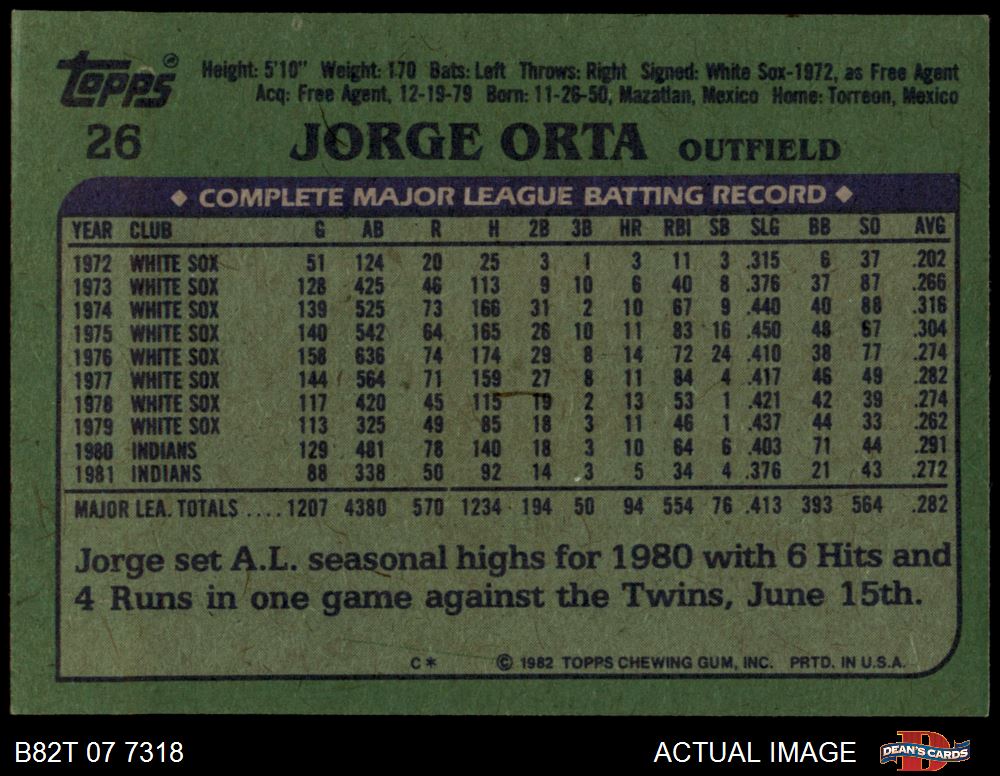 Topps® Height: 5'10" Weight: 170 Bats: Left Throws: Right Signed: White Sox-1972, as Free Agent
Acq: Free Agent, 12-19-79 Born: 11-26-50, Mazatlan, Mexico Home: Torreon, Mexico
26 JORGE ORTA OUTFIELD
◆ COMPLETE MAJOR LEAGUE BATTING RECORD ◆
YEAR CLUB G AB R H 2B 3B HR RBI SB SLG BB SO AVG
1972 WHITE SOX 51 124 20 25 3 1 3 11 3 .315 6 37 .202
1973 WHITE SOX 128 425 46 113 9 10 6 40 8 .376 37 87 .266
1974 WHITE SOX 139 525 73 166 31 2 10 67 9 .440 40 88 .316
1975 WHITE SOX 140 542 64 165 26 10 11 83 16 .450 48 67 .304
1976 WHITE SOX 158 636 74 174 29 8 14 72 24 .410 38 77 .274
1977 WHITE SOX 144 564 71 159 27 8 11 84 4 .417 46 49 .282
1978 WHITE SOX 117 420 45 115 19 2 13 53 1 .421 42 39 .274
1979 WHITE SOX 113 325 49 85 18 3 11 46 1 .437 44 33 .262
1980 INDIANS 129 481 78 140 18 3 10 64 6 .403 71 44 .291
1981 INDIANS 88 338 50 92 14 3 5 34 4 .376 21 43 .272
MAJOR LEA. TOTALS .... 1207 4380 570 1234 194 50 94 554 76 .413 393 564 .282
Jorge set A.L. seasonal highs for 1980 with 6 Hits and
4 Runs in one game against the Twins, June 15th.
C* © 1982 TOPPS CHEWING GUM, INC. PRTD. IN U.S.A.
B82T 07 7318 ACTUAL IMAGE DEAN'S CARDS